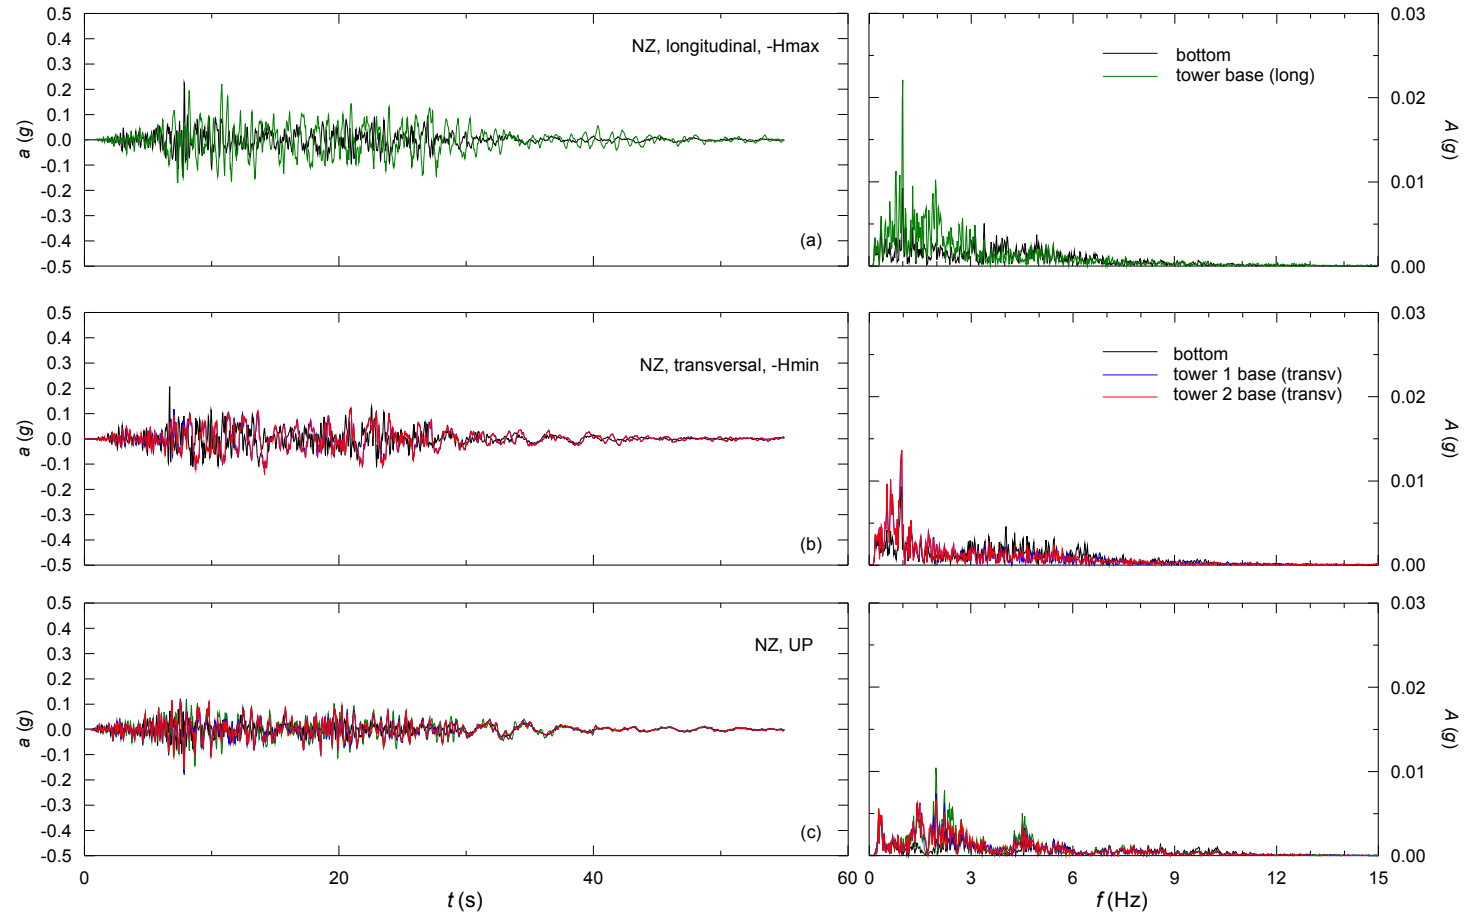 0.5
0.4
0.3
0.2
0.1
0.0
-0.1
-0.2
-0.3
-0.4
-0.5
a (g)
NZ, longitudinal, -Hmax
(a)
bottom
tower base (long)
0.03
0.02
0.01
0.00
A (g)
0.5
0.4
0.3
0.2
0.1
0.0
-0.1
-0.2
-0.3
-0.4
-0.5
a (g)
NZ, transversal, -Hmin
(b)
bottom
tower 1 base (transv)
tower 2 base (transv)
0.03
0.02
0.01
0.00
A (g)
0.5
0.4
0.3
0.2
0.1
0.0
-0.1
-0.2
-0.3
-0.4
-0.5
a (g)
NZ, UP
(c)
0.03
0.02
0.01
0.00
A (g)
0 20 40 60
t (s)
0 3 6 9 12 15
f (Hz)